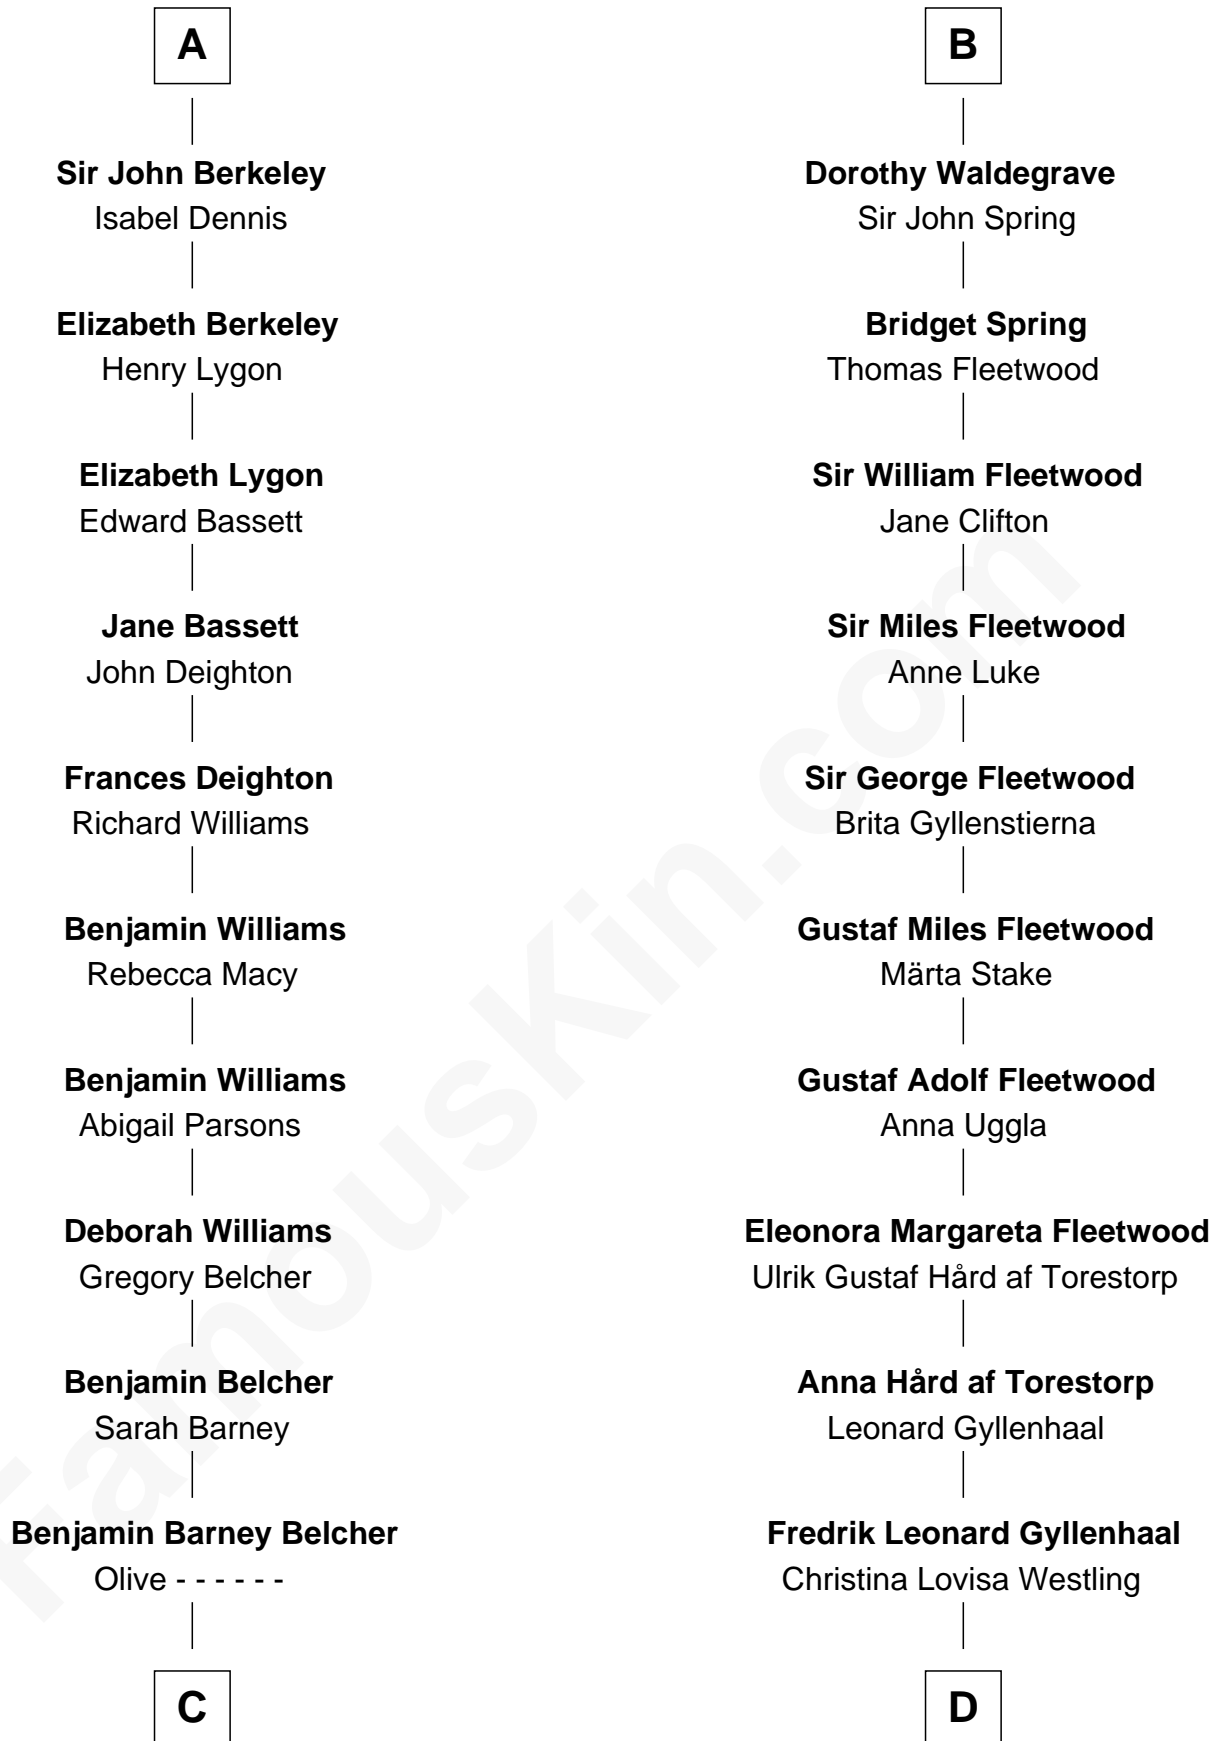 A
Sir John Berkeley
Isabel Dennis
Elizabeth Berkeley
Henry Lygon
Elizabeth Lygon
Edward Bassett
Jane Bassett
John Deighton
Frances Deighton
Richard Williams
Benjamin Williams
Rebecca Macy
Benjamin Williams
Abigail Parsons
Deborah Williams
Gregory Belcher
Benjamin Belcher
Sarah Barney
Benjamin Barney Belcher
Olive - - - - - -
C
B
Dorothy Waldegrave
Sir John Spring
Bridget Spring
Thomas Fleetwood
Sir William Fleetwood
Jane Clifton
Sir Miles Fleetwood
Anne Luke
Sir George Fleetwood
Brita Gyllenstierna
Gustaf Miles Fleetwood
Märta Stake
Gustaf Adolf Fleetwood
Anna Uggla
Eleonora Margareta Fleetwood
Ulrik Gustaf Hård af Torestorp
Anna Hård af Torestorp
Leonard Gyllenhaal
Fredrik Leonard Gyllenhaal
Christina Lovisa Westling
D
FamousKin.com